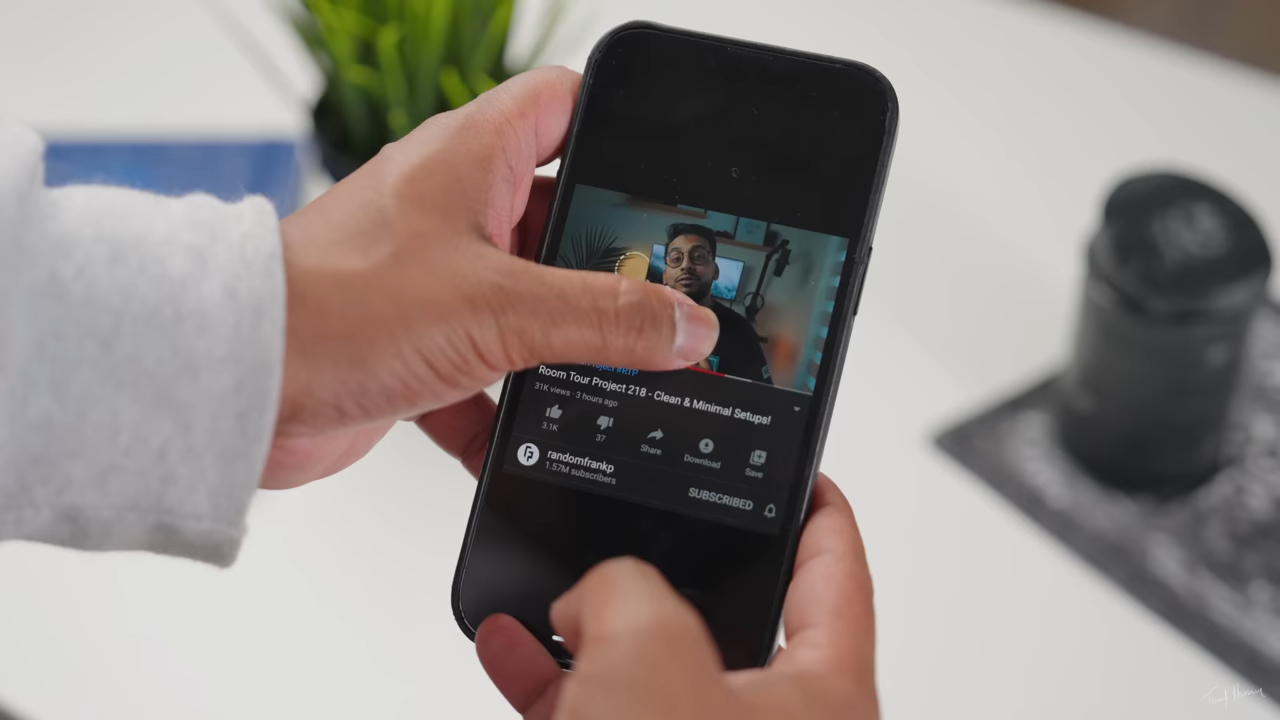 #RTP
Room Tour Project 218 - Clean & Minimal Setups!
31K views · 3 hours ago
3.1K
37
Share
Download
Save
randomfrankp
1.57M subscribers
SUBSCRIBED